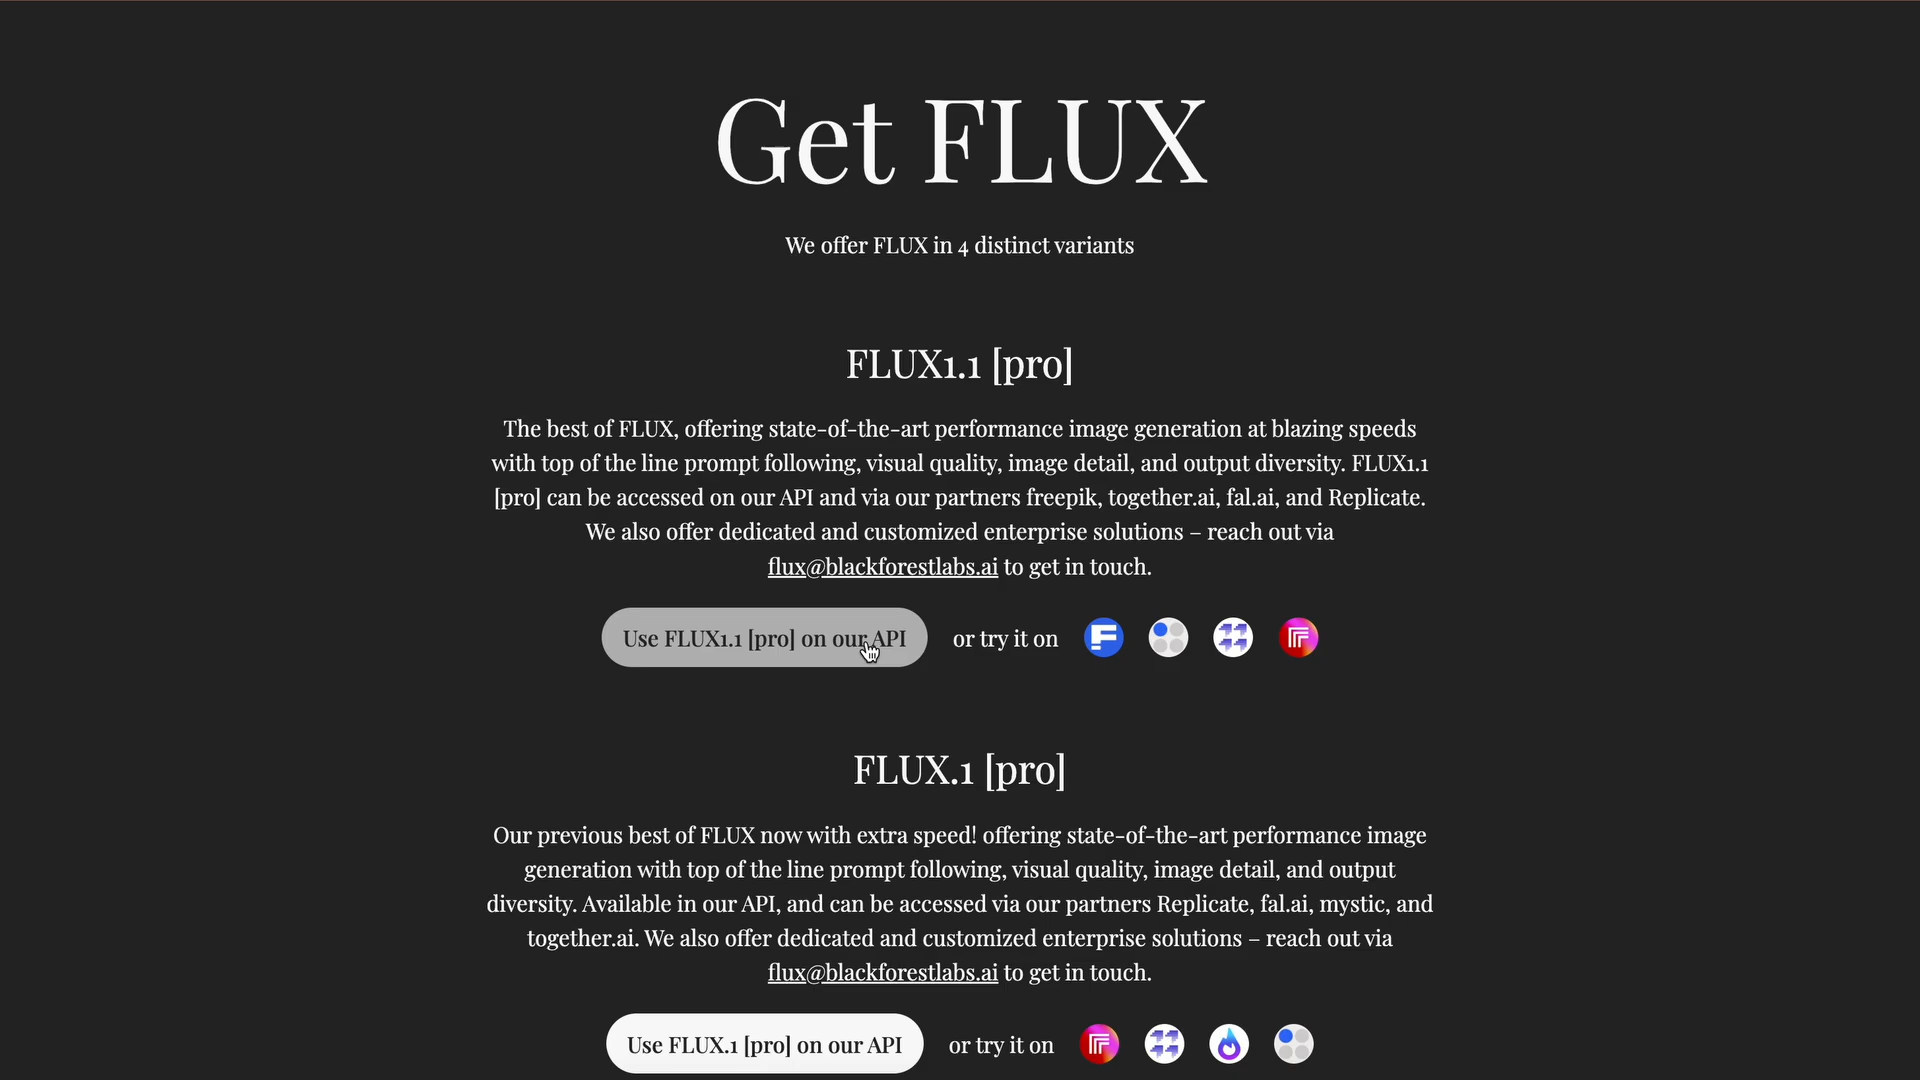 Get FLUX
We offer FLUX in 4 distinct variants
FLUX1.1 [pro]
The best of FLUX, offering state-of-the-art performance image generation at blazing speeds
with top of the line prompt following, visual quality, image detail, and output diversity. FLUX1.1
[pro] can be accessed on our API and via our partners freepik, together.ai, fal.ai, and Replicate.
We also offer dedicated and customized enterprise solutions – reach out via
flux@blackforestlabs.ai to get in touch.
Use FLUX1.1 [pro] on our API or try it on
FLUX.1 [pro]
Our previous best of FLUX now with extra speed! offering state-of-the-art performance image
generation with top of the line prompt following, visual quality, image detail, and output
diversity. Available in our API, and can be accessed via our partners Replicate, fal.ai, mystic, and
together.ai. We also offer dedicated and customized enterprise solutions – reach out via
flux@blackforestlabs.ai to get in touch.
Use FLUX.1 [pro] on our API or try it on